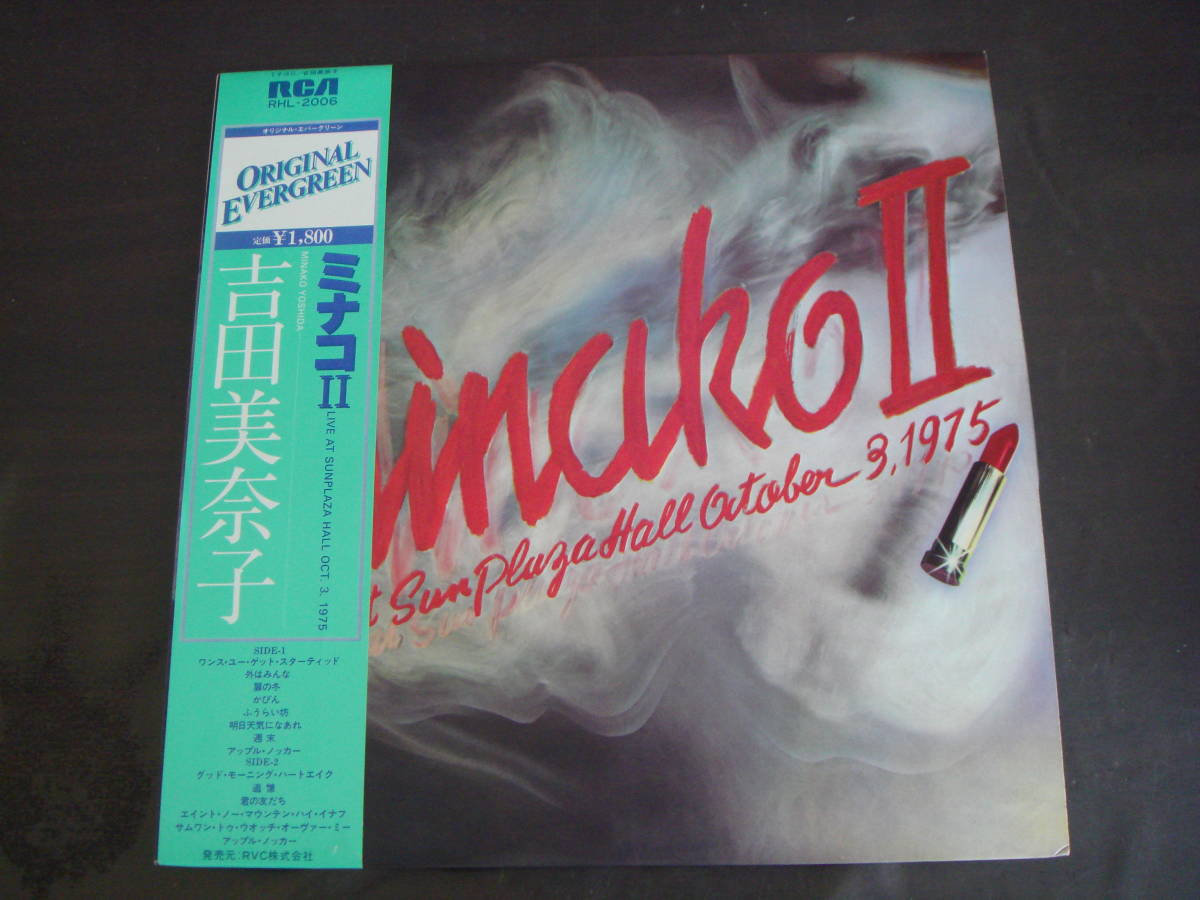 RCA
RHL-2006
オリジナル・エバーグリーン
ORIGINAL
EVERGREEN
定価 ¥1,800
ミナコII
LIVE AT SUNPLAZA HALL OCT. 3. 1975
MINAKO YOSHIDA
吉田美奈子
SIDE-1
ワンス・ユー・ゲット・スターティッド
外はみんな
扉の冬
かびん
ふうらい坊
明日天気になあれ
週末
アップル・ノッカー
SIDE-2
グッド・モーニング・ハートエイク
追憶
君の友だち
エイント・ノー・マウンテン・ハイ・イナフ
サムワン・トゥ・ウオッチ・オーヴァー・ミー
アップル・ノッカー
発売元:RVC株式会社
inako II
t Sun Plaza Hall October 3, 1975